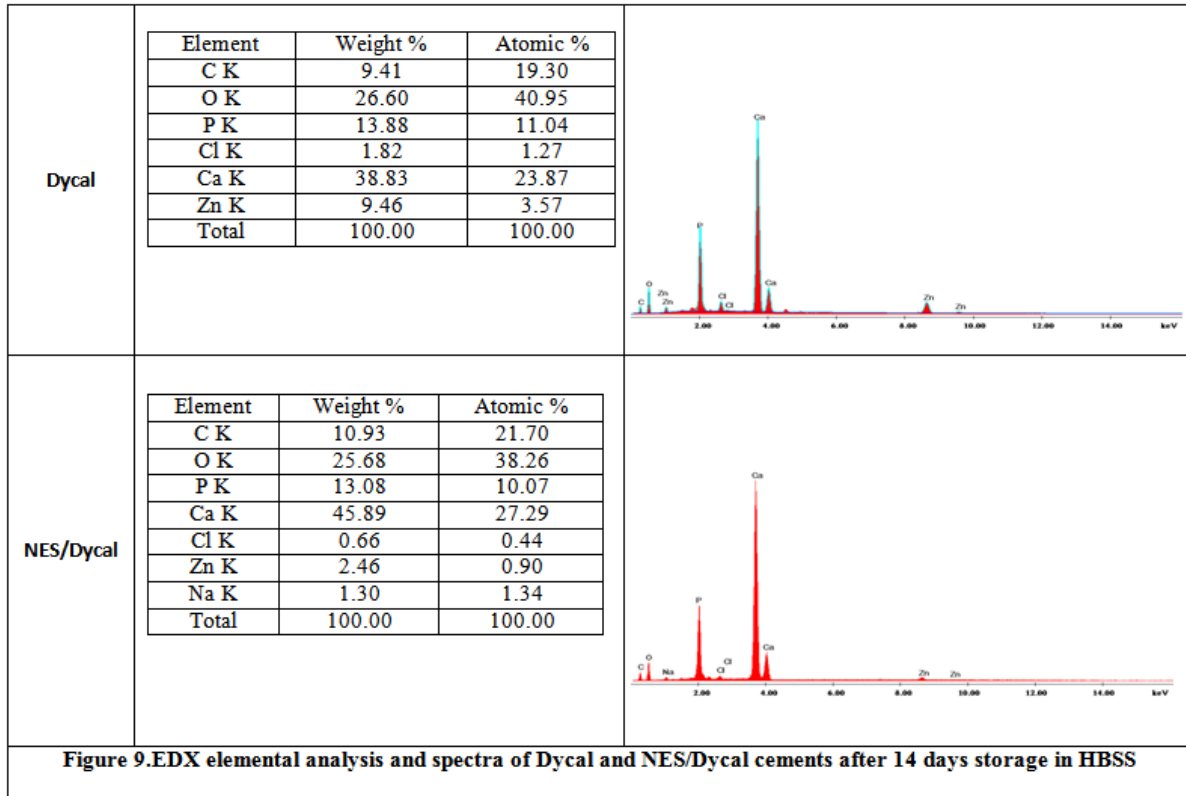 Dycal
Element Weight % Atomic %
C K 9.41 19.30
O K 26.60 40.95
P K 13.88 11.04
Cl K 1.82 1.27
Ca K 38.83 23.87
Zn K 9.46 3.57
Total 100.00 100.00
Ca
P
Ca
O
Zn
C
Zn
Cl
Cl
Zn
Zn
2.00 4.00 6.00 8.00 10.00 12.00 14.00 keV
NES/Dycal
Element Weight % Atomic %
C K 10.93 21.70
O K 25.68 38.26
P K 13.08 10.07
Ca K 45.89 27.29
Cl K 0.66 0.44
Zn K 2.46 0.90
Na K 1.30 1.34
Total 100.00 100.00
Ca
P
Ca
O
C
Na
Cl
Cl
Zn
Zn
2.00 4.00 6.00 8.00 10.00 12.00 14.00 keV
Figure 9.EDX elemental analysis and spectra of Dycal and NES/Dycal cements after 14 days storage in HBSS